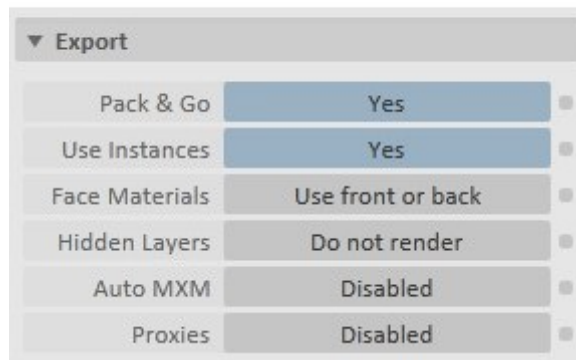 Export
Pack & Go Yes
Use Instances Yes
Face Materials Use front or back
Hidden Layers Do not render
Auto MXM Disabled
Proxies Disabled